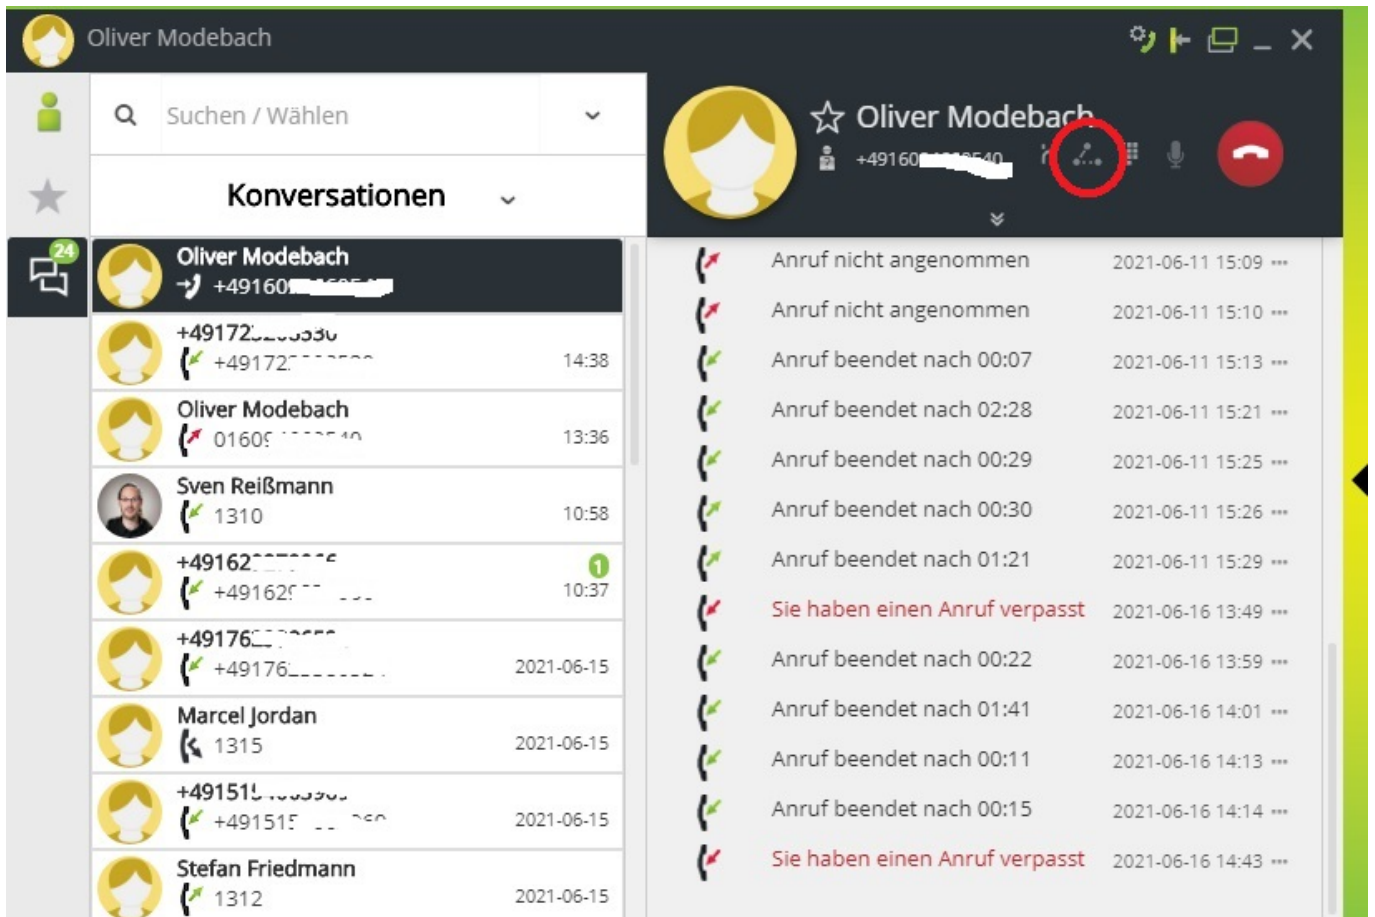 Oliver Modebach
Suchen / Wählen
Konversationen
24
Oliver Modebach
Oliver Modebach
14:38
Oliver Modebach
13:36
Sven Reißmann
1310
10:58
1
10:37
2021-06-15
Marcel Jordan
1315
2021-06-15
2021-06-15
Stefan Friedmann
1312
2021-06-15
Anruf nicht angenommen 2021-06-11 15:09
Anruf nicht angenommen 2021-06-11 15:10
Anruf beendet nach 00:07 2021-06-11 15:13
Anruf beendet nach 02:28 2021-06-11 15:21
Anruf beendet nach 00:29 2021-06-11 15:25
Anruf beendet nach 00:30 2021-06-11 15:26
Anruf beendet nach 01:21 2021-06-11 15:29
Sie haben einen Anruf verpasst 2021-06-16 13:49
Anruf beendet nach 00:22 2021-06-16 13:59
Anruf beendet nach 01:41 2021-06-16 14:01
Anruf beendet nach 00:11 2021-06-16 14:13
Anruf beendet nach 00:15 2021-06-16 14:14
Sie haben einen Anruf verpasst 2021-06-16 14:43